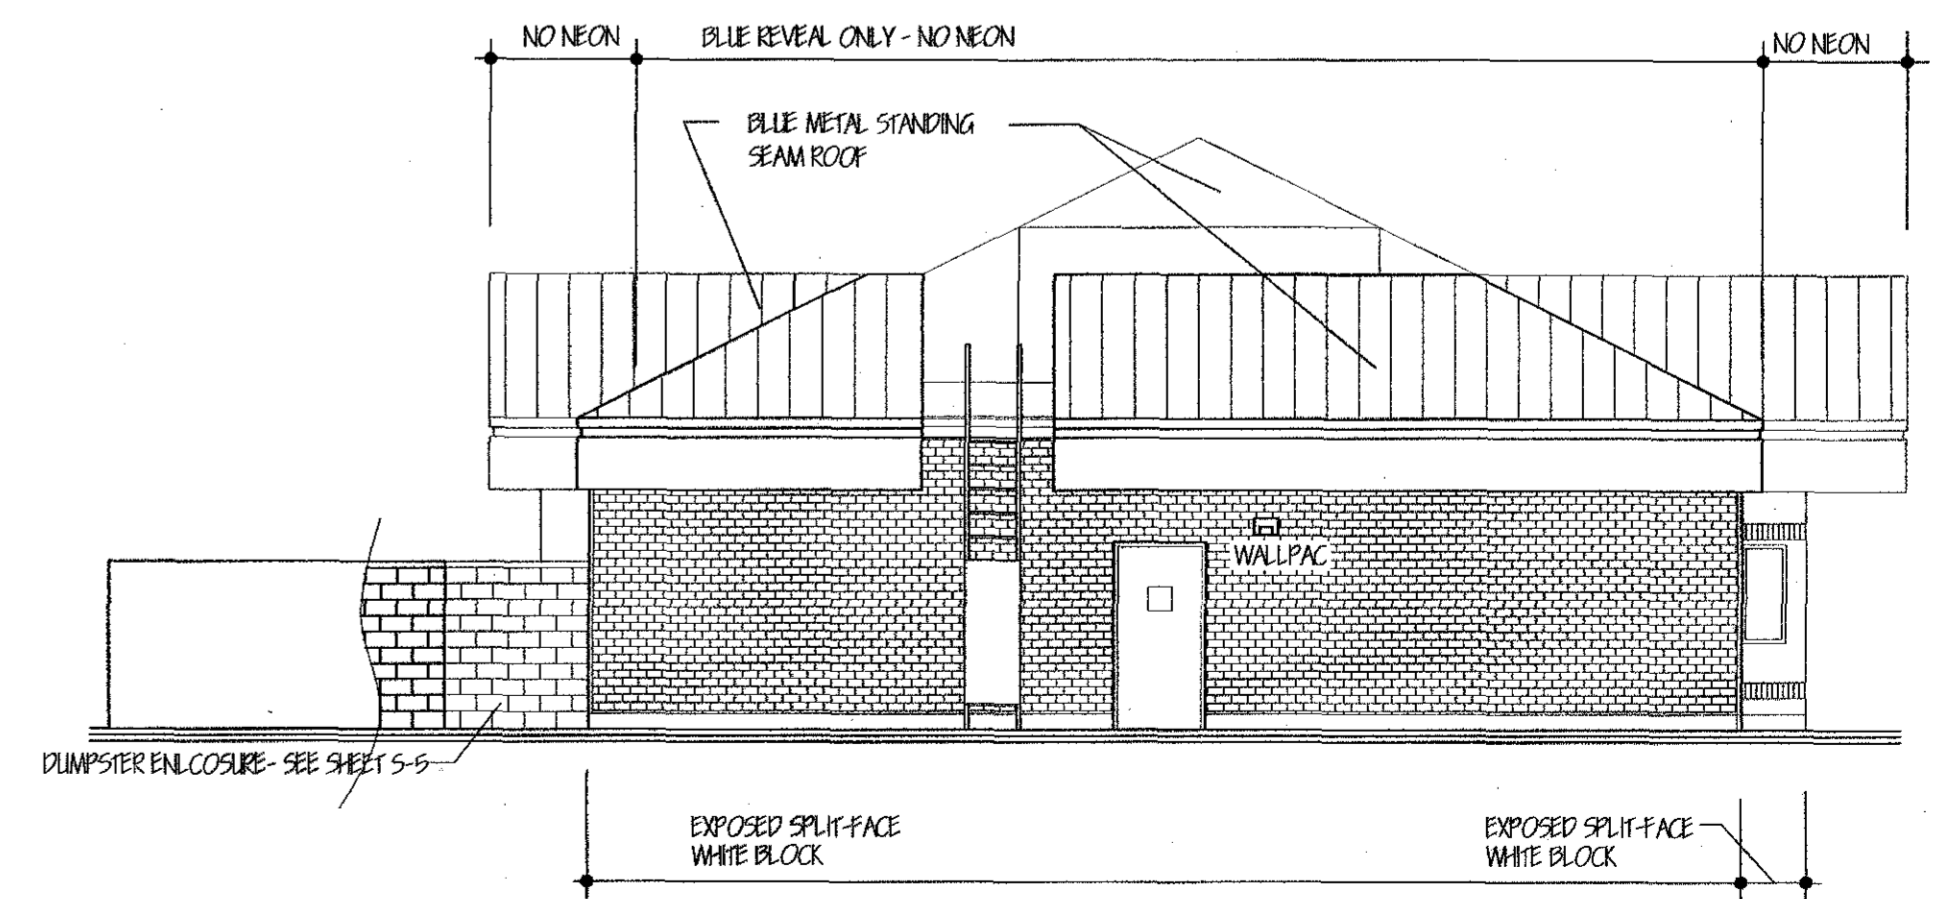 NO NEON
BLUE REVEAL ONLY - NO NEON
NO NEON
BLUE METAL STANDING
SEAM ROOF
WALLPAC
DUMPSTER ENLCOSURE- SEE SHEET S-5
EXPOSED SPLIT-FACE
WHITE BLOCK
EXPOSED SPLIT-FACE
WHITE BLOCK